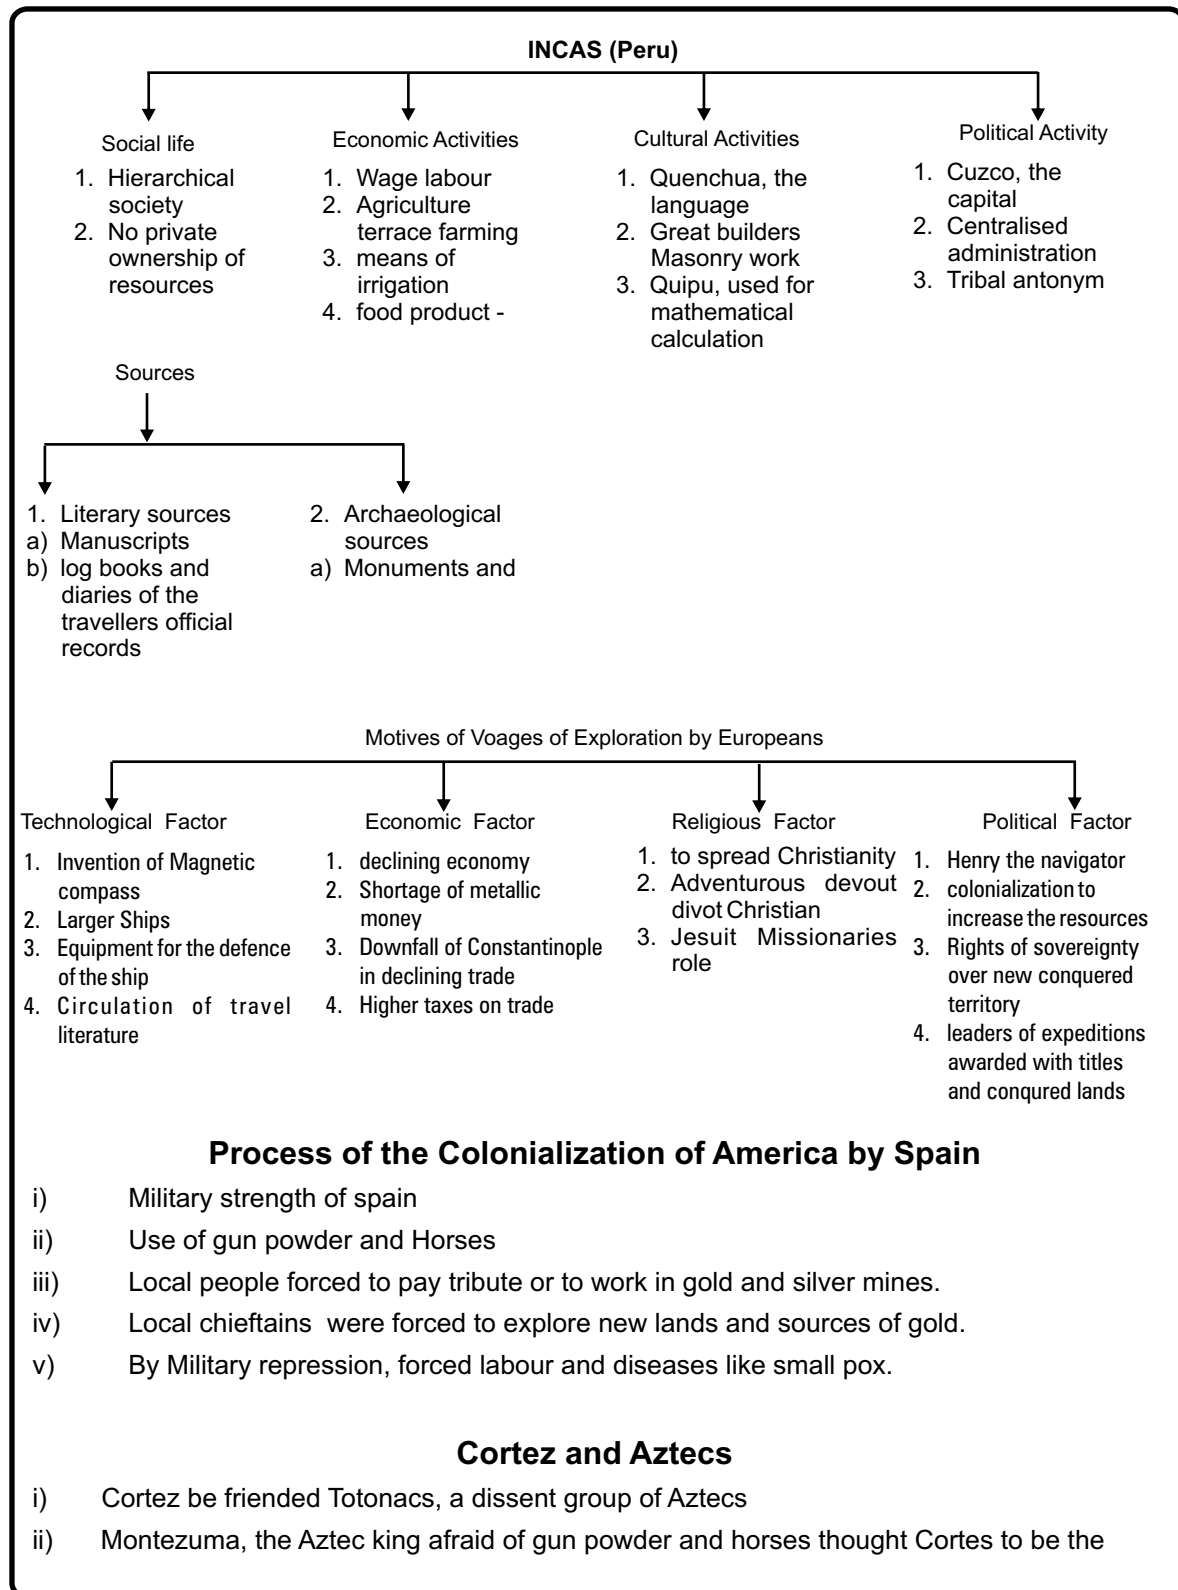 INCAS (Peru)
Social life
1. Hierarchical
society
2. No private
ownership of
resources
Economic Activities
1. Wage labour
2. Agriculture
terrace farming
3. means of
irrigation
4. food product -
Cultural Activities
1. Quenchua, the
language
2. Great builders
Masonry work
3. Quipu, used for
mathematical
calculation
Political Activity
1. Cuzco, the
capital
2. Centralised
administration
3. Tribal antonym
Sources
1. Literary sources
a) Manuscripts
b) log books and
diaries of the
travellers official
records
2. Archaeological
sources
a) Monuments and
Motives of Voages of Exploration by Europeans
Technological Factor
1. Invention of Magnetic
compass
2. Larger Ships
3. Equipment for the defence
of the ship
4. Circulation of travel
literature
Economic Factor
1. declining economy
2. Shortage of metallic
money
3. Downfall of Constantinople
in declining trade
4. Higher taxes on trade
Religious Factor
1. to spread Christianity
2. Adventurous devout
divot Christian
3. Jesuit Missionaries
role
Political Factor
1. Henry the navigator
2. colonialization to
increase the resources
3. Rights of sovereignty
over new conquered
territory
4. leaders of expeditions
awarded with titles
and conqured lands
Process of the Colonialization of America by Spain
i) Military strength of spain
ii) Use of gun powder and Horses
iii) Local people forced to pay tribute or to work in gold and silver mines.
iv) Local chieftains were forced to explore new lands and sources of gold.
v) By Military repression, forced labour and diseases like small pox.
Cortez and Aztecs
i) Cortez be friended Totonacs, a dissent group of Aztecs
ii) Montezuma, the Aztec king afraid of gun powder and horses thought Cortes to be the